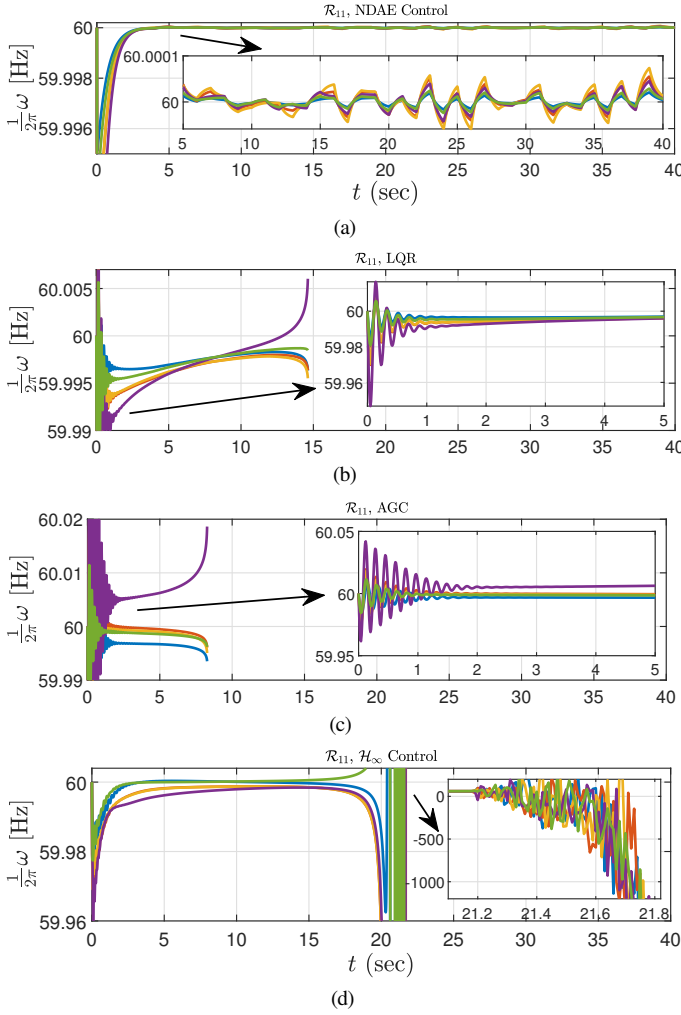 R₁₁, NDAE Control
60
59.998
59.996
1/2π ω [Hz]
60.0001
60
5 10 15 20 25 30 35 40
0 5 10 15 20 25 30 35 40
t (sec)
(a)
R₁₁, LQR
60.005
60
59.995
59.99
1/2π ω [Hz]
60
59.98
59.96
0 1 2 3 4 5
0 5 10 15 20 25 30 35 40
(b)
R₁₁, AGC
60.02
60.01
60
59.99
1/2π ω [Hz]
60.05
60
59.95
0 1 2 3 4 5
0 5 10 15 20 25 30 35 40
(c)
R₁₁, H∞ Control
60
59.98
59.96
1/2π ω [Hz]
0
-500
-1000
21.2 21.4 21.6 21.8
0 5 10 15 20 25 30 35 40
t (sec)
(d)